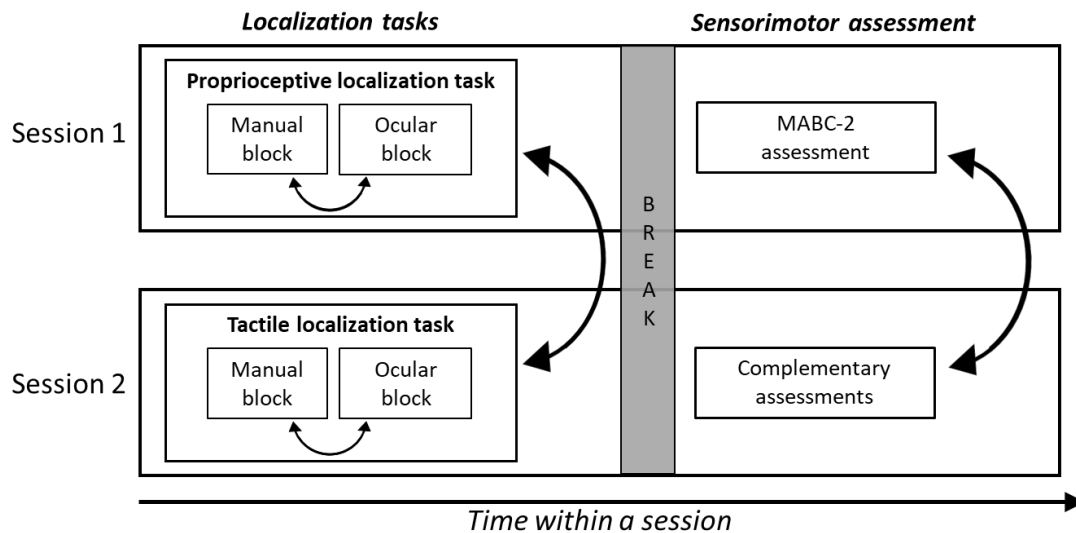 Localization tasks
Sensorimotor assessment
Session 1
Proprioceptive localization task
Manual
block
Ocular
block
MABC-2
assessment
B
R
E
A
K
Session 2
Tactile localization task
Manual
block
Ocular
block
Complementary
assessments
Time within a session